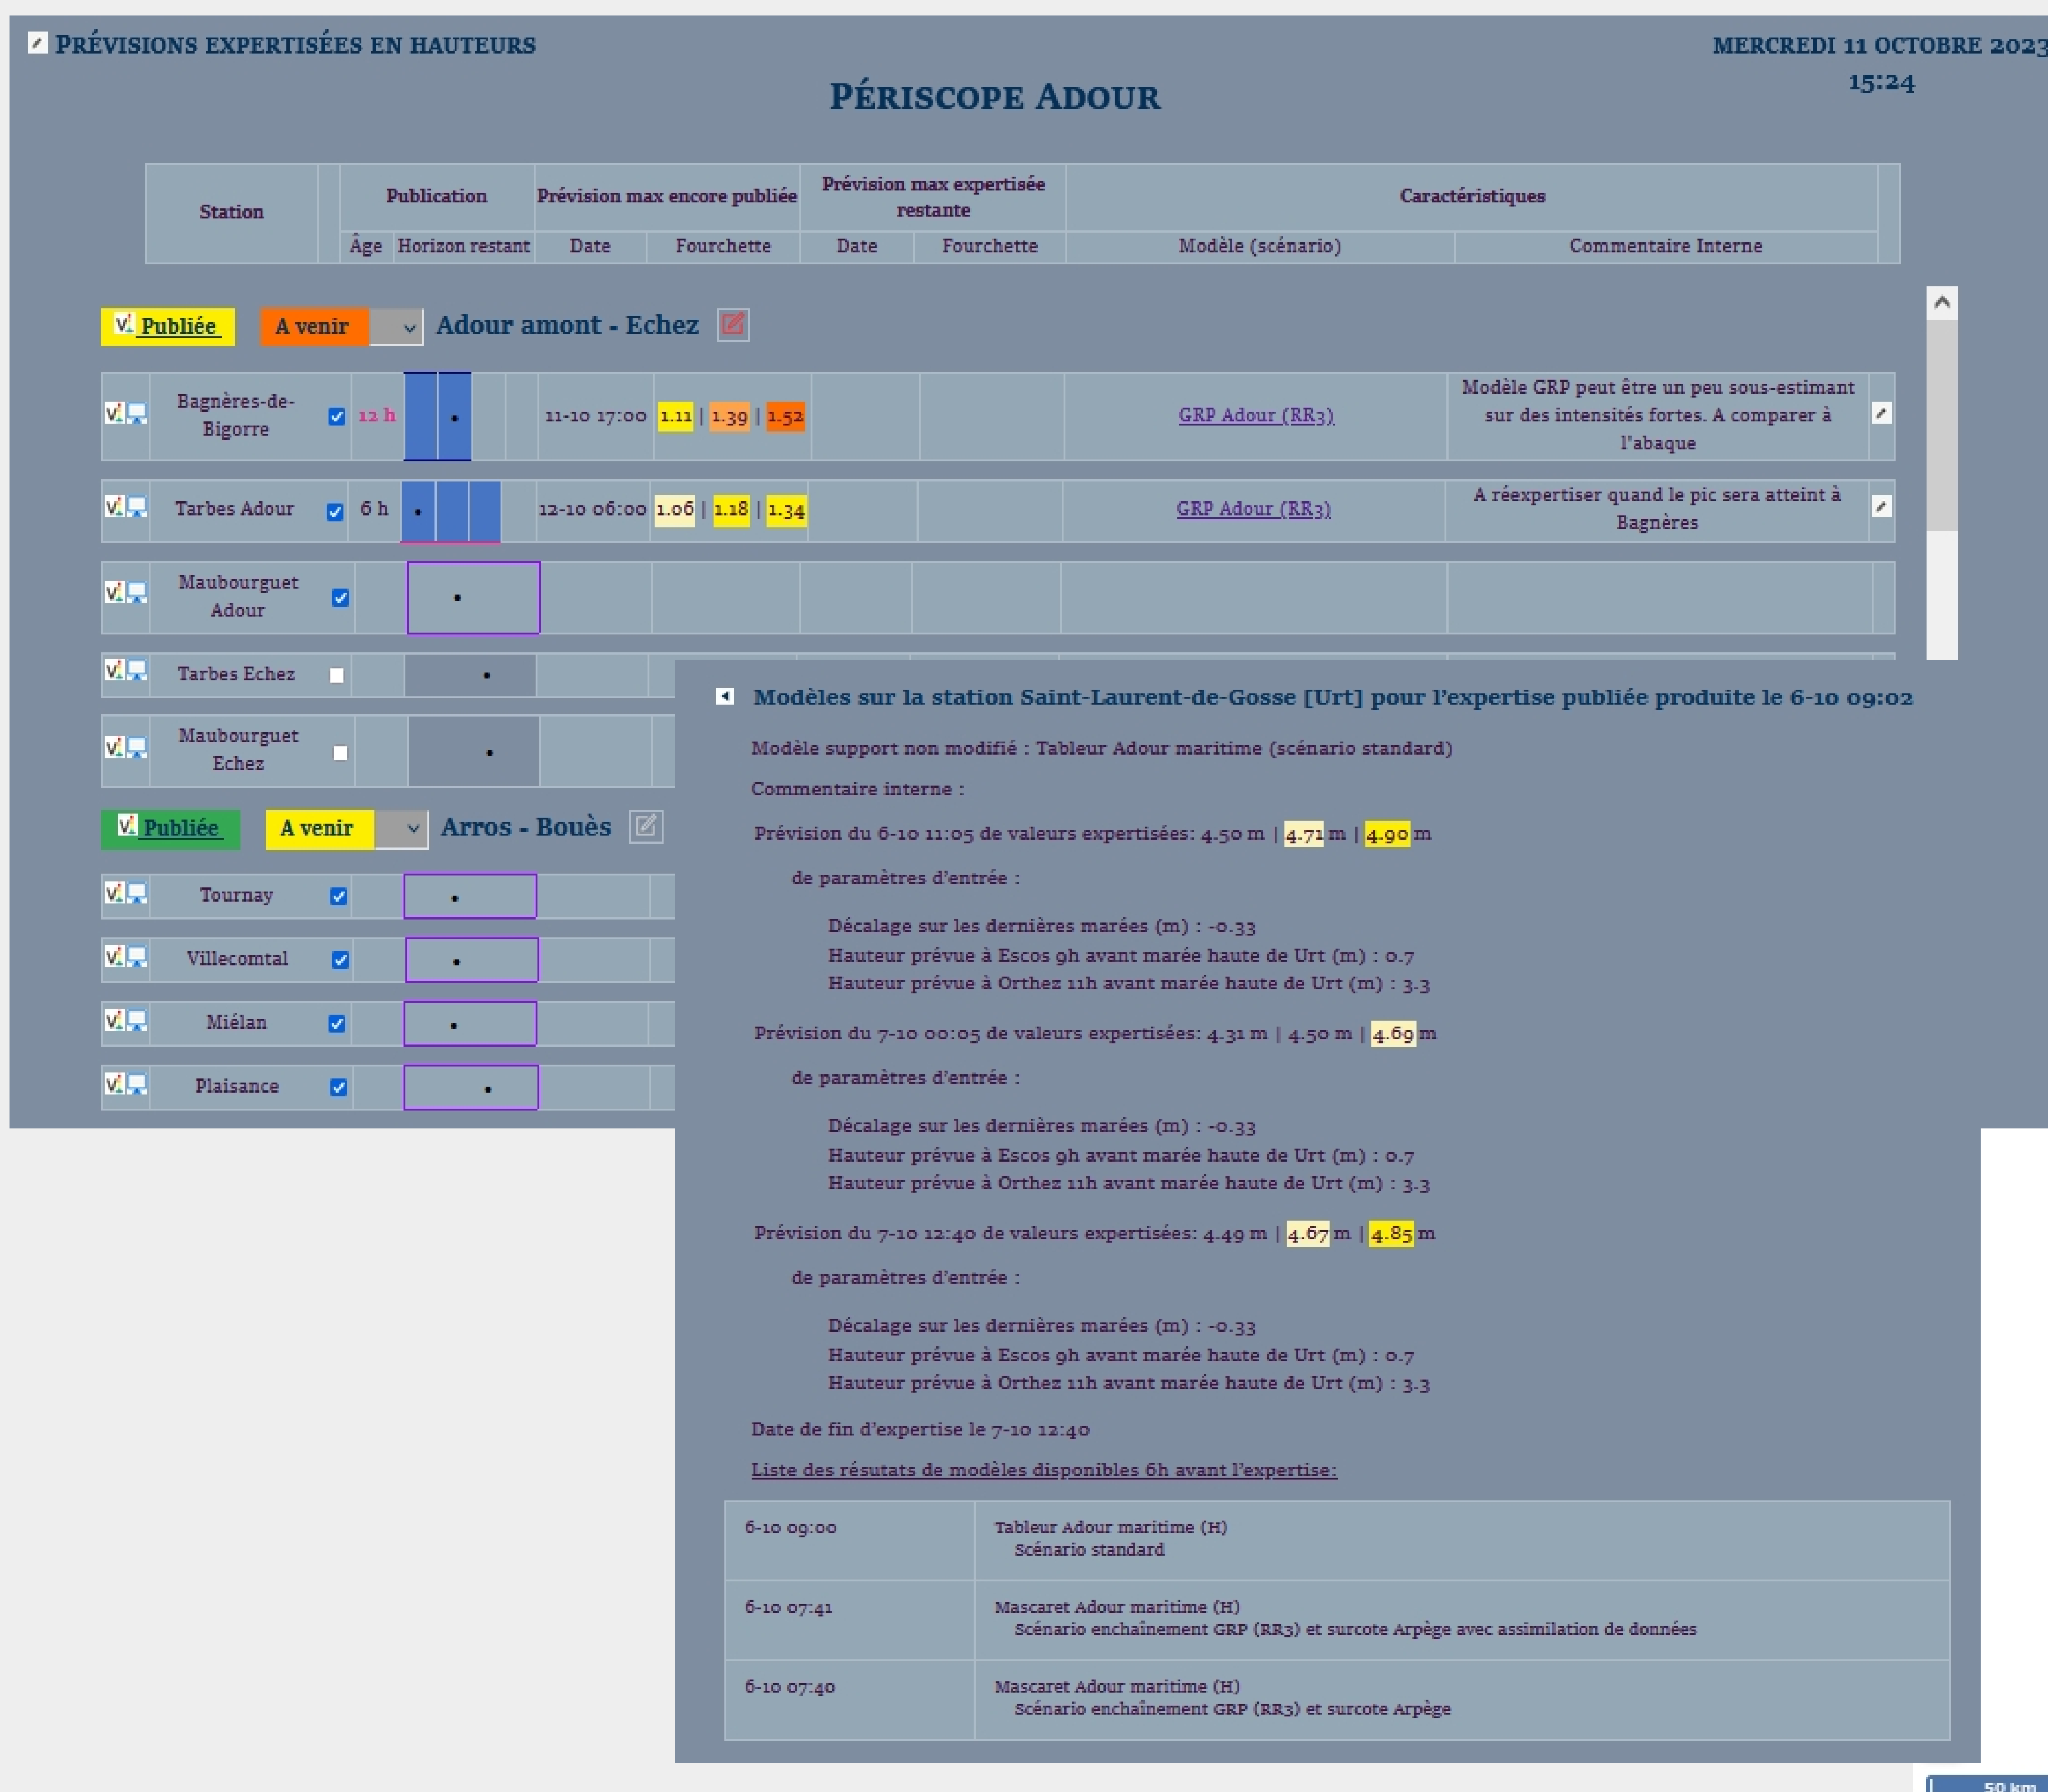 Prévisions expertisées en hauteurs
mercredi 11 octobre 2023
15:24
Périscope Adour
Station
Publication
Prévision max encore publiée
Prévision max expertisée
restante
Caractéristiques
Âge
Horizon restant
Date
Fourchette
Date
Fourchette
Modèle (scénario)
Commentaire Interne
Publiée
A venir
Adour amont - Echez
Bagnères-de-
Bigorre
12 h
11-10 17:00
1.11 | 1.39 | 1.52
GRP Adour (RR3)
Modèle GRP peut être un peu sous-estimant
sur des intensités fortes. A comparer à
l'abaque
Tarbes Adour
6 h
12-10 06:00
1.06 | 1.18 | 1.34
GRP Adour (RR3)
A réexpertiser quand le pic sera atteint à
Bagnères
Maubourguet
Adour
Tarbes Echez
Maubourguet
Echez
Publiée
A venir
Arros - Bouès
Tournay
Villecomtal
Miélan
Plaisance
Modèles sur la station Saint-Laurent-de-Gosse [Urt] pour l'expertise publiée produite le 6-10 09:02
Modèle support non modifié : Tableur Adour maritime (scénario standard)
Commentaire interne :
Prévision du 6-10 11:05 de valeurs expertisées: 4.50 m | 4.71 m | 4.90 m
de paramètres d'entrée :
Décalage sur les dernières marées (m) : -0.33
Hauteur prévue à Escos 9h avant marée haute de Urt (m) : 0.7
Hauteur prévue à Orthez 11h avant marée haute de Urt (m) : 3.3
Prévision du 7-10 00:05 de valeurs expertisées: 4.31 m | 4.50 m | 4.69 m
de paramètres d'entrée :
Décalage sur les dernières marées (m) : -0.33
Hauteur prévue à Escos 9h avant marée haute de Urt (m) : 0.7
Hauteur prévue à Orthez 11h avant marée haute de Urt (m) : 3.3
Prévision du 7-10 12:40 de valeurs expertisées: 4.49 m | 4.67 m | 4.85 m
de paramètres d'entrée :
Décalage sur les dernières marées (m) : -0.33
Hauteur prévue à Escos 9h avant marée haute de Urt (m) : 0.7
Hauteur prévue à Orthez 11h avant marée haute de Urt (m) : 3.3
Date de fin d'expertise le 7-10 12:40
Liste des résutats de modèles disponibles 6h avant l'expertise:
6-10 09:00
Tableur Adour maritime (H)
Scénario standard
6-10 07:41
Mascaret Adour maritime (H)
Scénario enchaînement GRP (RR3) et surcote Arpège avec assimilation de données
6-10 07:40
Mascaret Adour maritime (H)
Scénario enchaînement GRP (RR3) et surcote Arpège
50 km